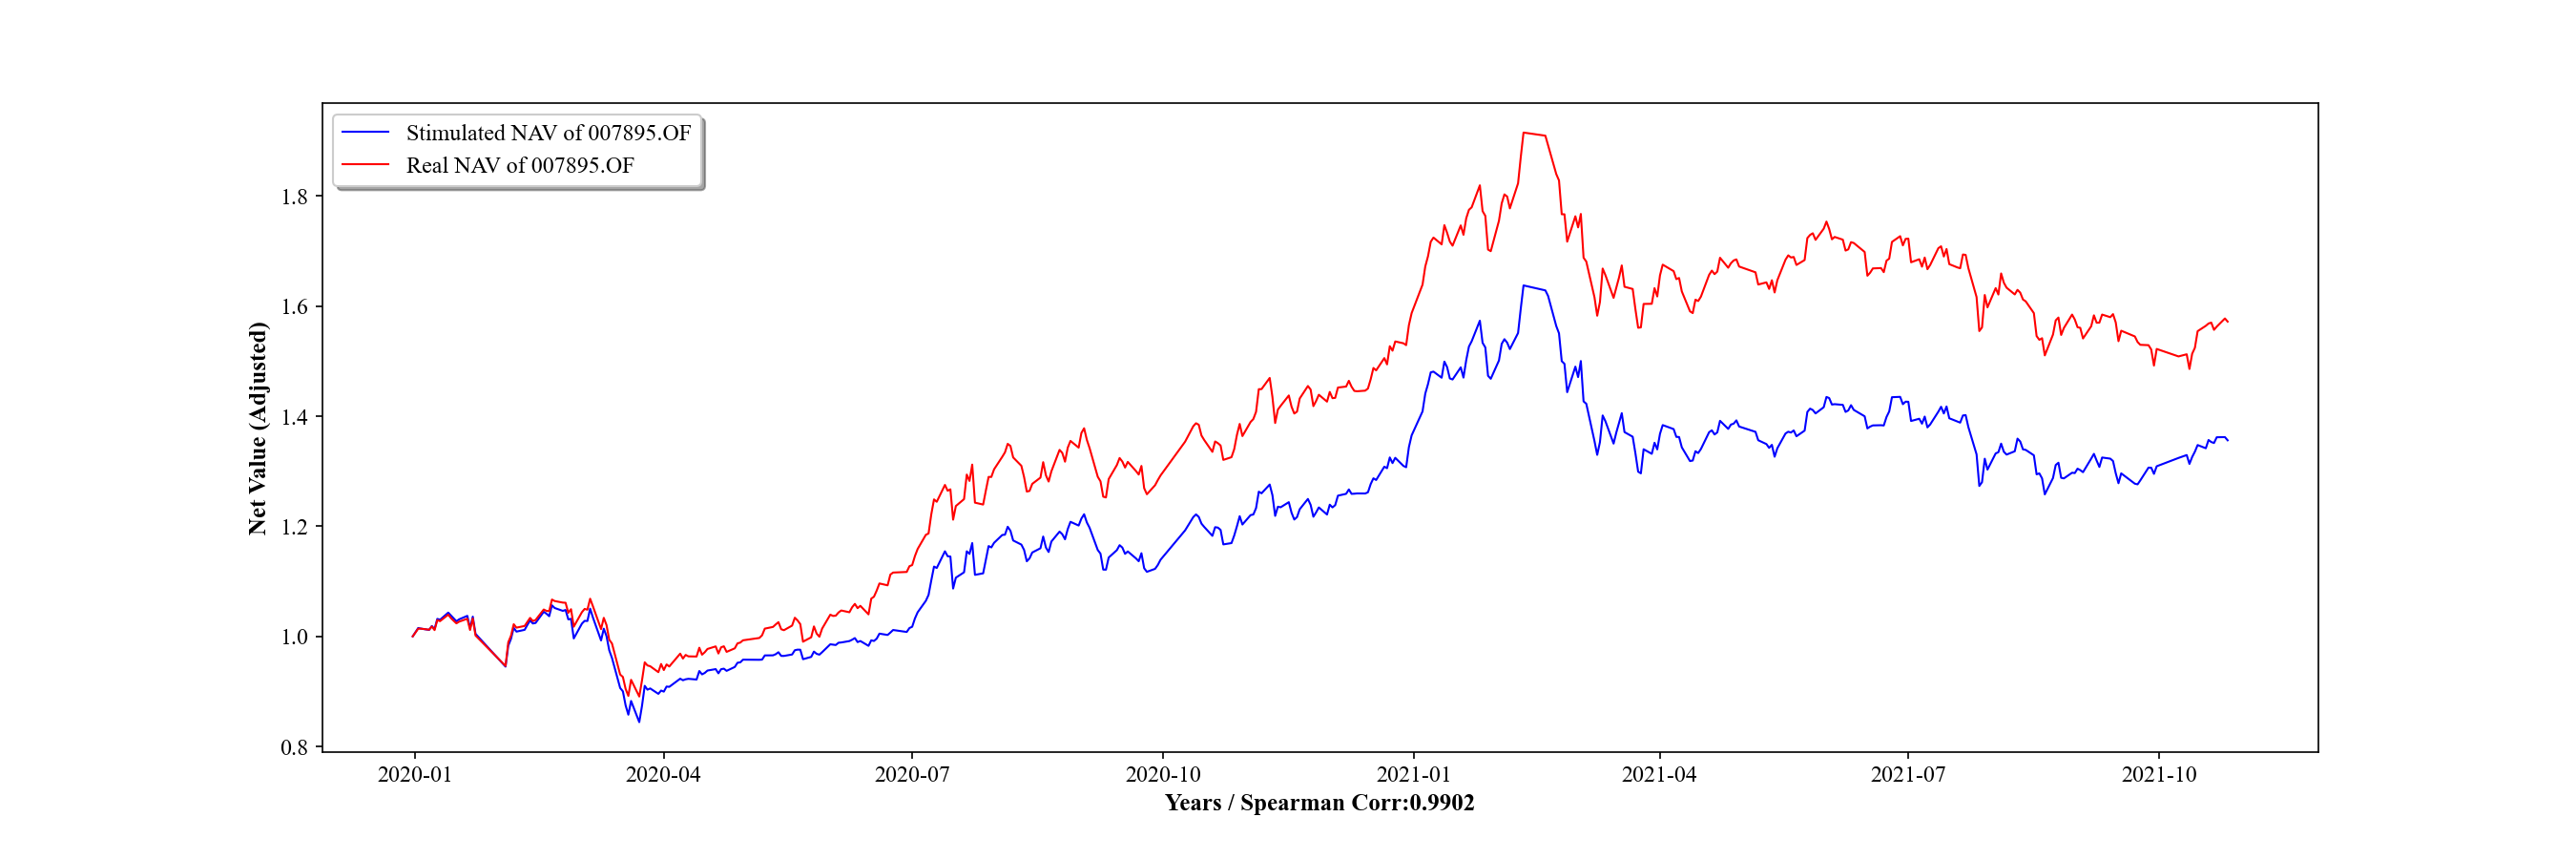 Stimulated NAV of 007895.OF
Real NAV of 007895.OF
Net Value (Adjusted)
1.8
1.6
1.4
1.2
1.0
0.8
2020-01 2020-04 2020-07 2020-10 2021-01 2021-04 2021-07 2021-10
Years / Spearman Corr:0.9902